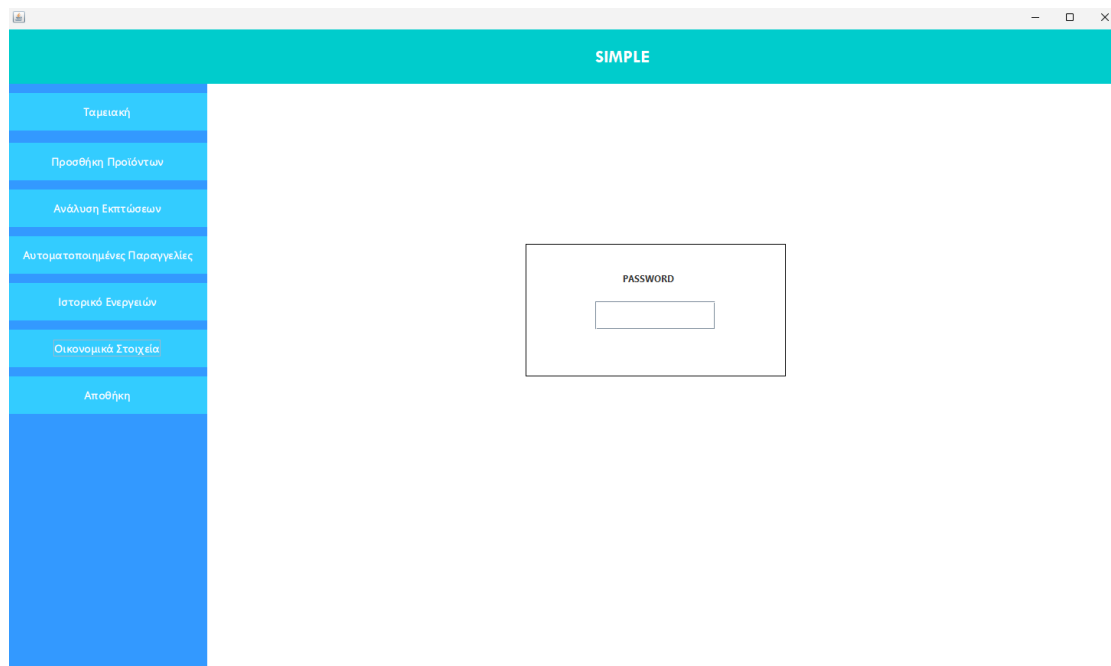 SIMPLE
Ταμειακή
Προσθήκη Προϊόντων
Ανάλυση Εκπτώσεων
Αυτοματοποιημένες Παραγγελίες
Ιστορικό Ενεργειών
Οικονομικά Στοιχεία
Αποθήκη
PASSWORD